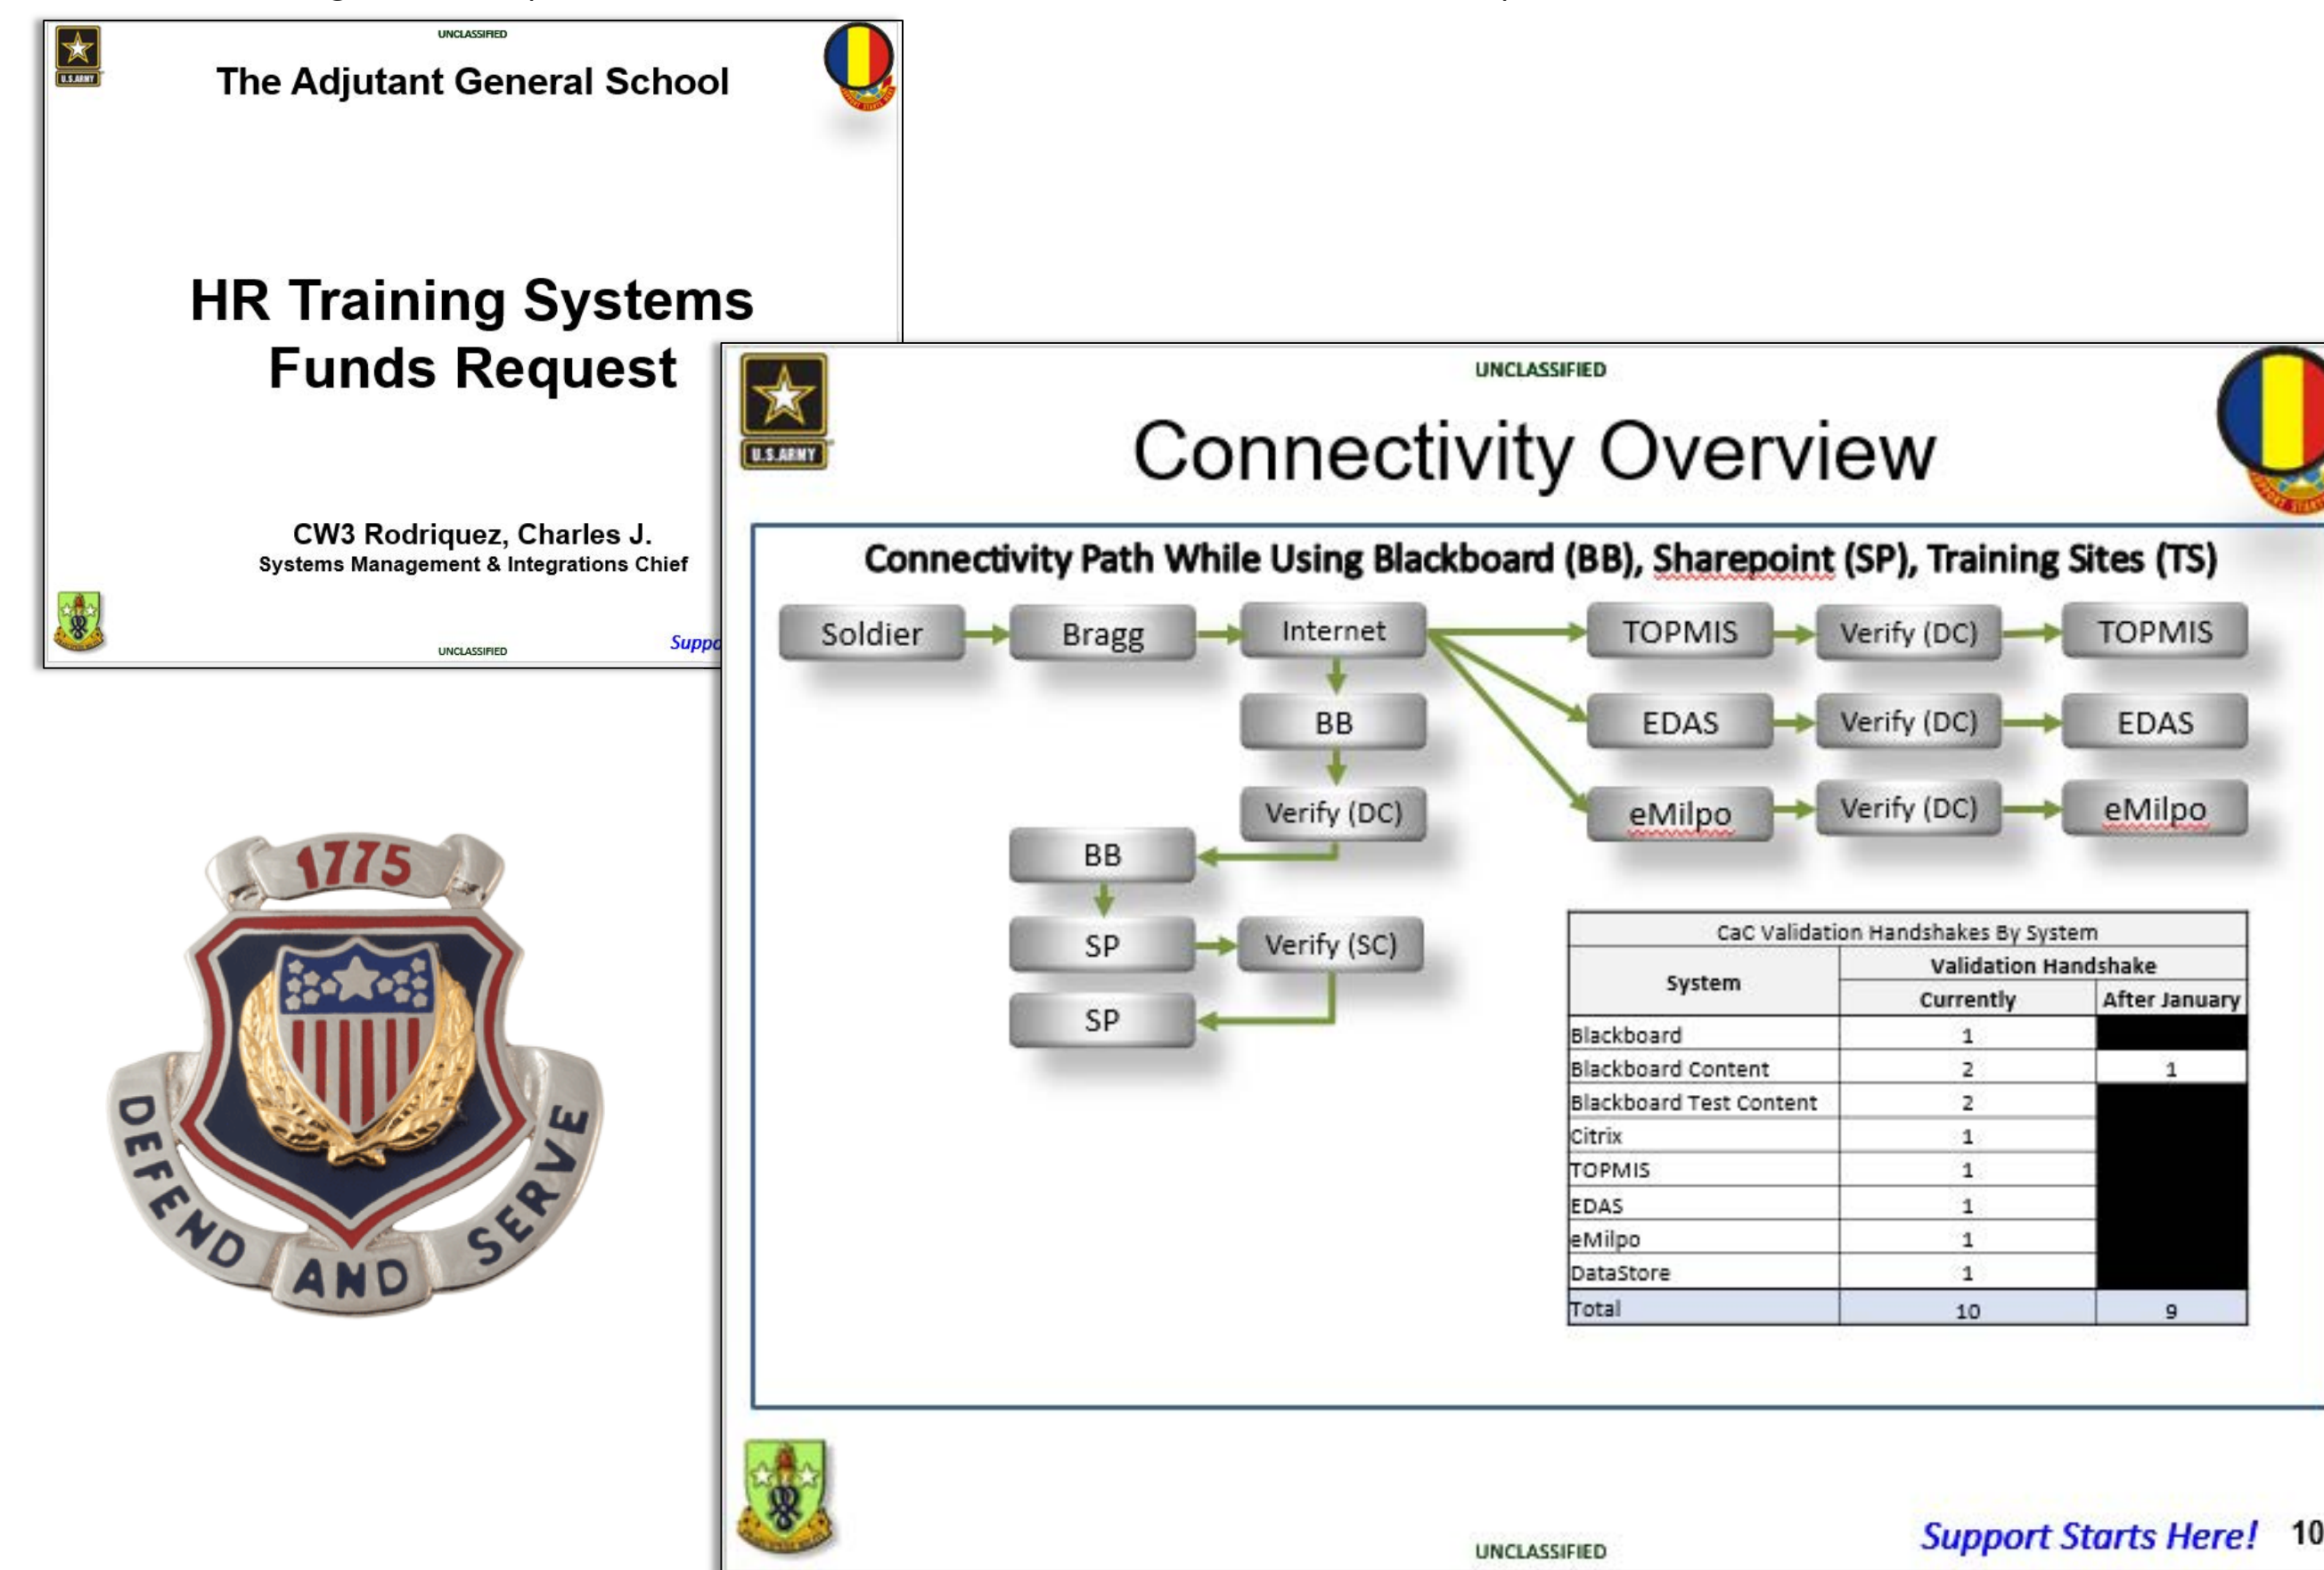 UNCLASSIFIED
U.S.ARMY
The Adjutant General School
HR Training Systems
Funds Request
CW3 Rodriquez, Charles J.
Systems Management & Integrations Chief
UNCLASSIFIED
1775
DEFEND AND SERVE
UNCLASSIFIED
U.S.ARMY
Connectivity Overview
Connectivity Path While Using Blackboard (BB), Sharepoint (SP), Training Sites (TS)
Soldier Bragg Internet TOPMIS Verify (DC) TOPMIS
BB EDAS Verify (DC) EDAS
Verify (DC) eMilpo Verify (DC) eMilpo
BB
SP Verify (SC)
SP
CaC Validation Handshakes By System
System Validation Handshake
Currently After January
Blackboard 1
Blackboard Content 2 1
Blackboard Test Content 2
Citrix 1
TOPMIS 1
EDAS 1
eMilpo 1
DataStore 1
Total 10 9
Support Starts Here! 10
UNCLASSIFIED